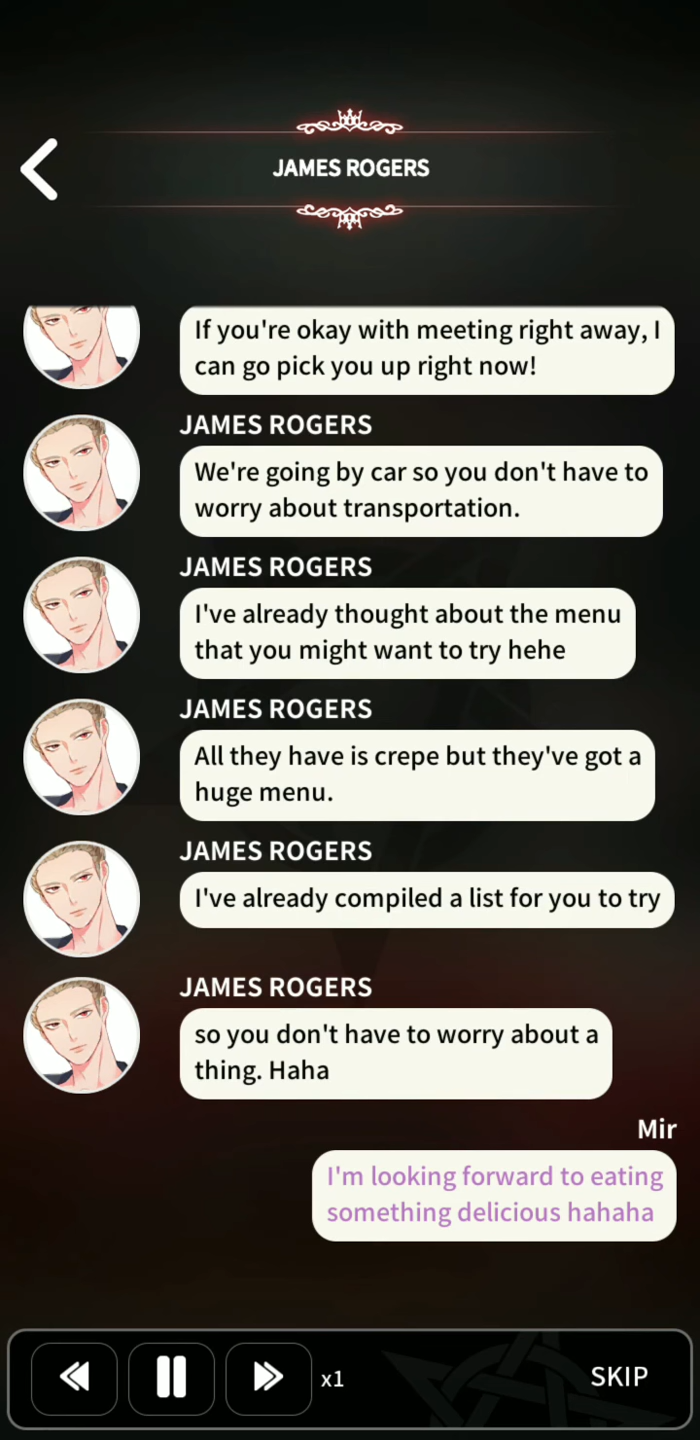 JAMES ROGERS
If you're okay with meeting right away, I
can go pick you up right now!
JAMES ROGERS
We're going by car so you don't have to
worry about transportation.
JAMES ROGERS
I've already thought about the menu
that you might want to try hehe
JAMES ROGERS
All they have is crepe but they've got a
huge menu.
JAMES ROGERS
I've already compiled a list for you to try
JAMES ROGERS
so you don't have to worry about a
thing. Haha
Mir
I'm looking forward to eating
something delicious hahaha
x1
SKIP